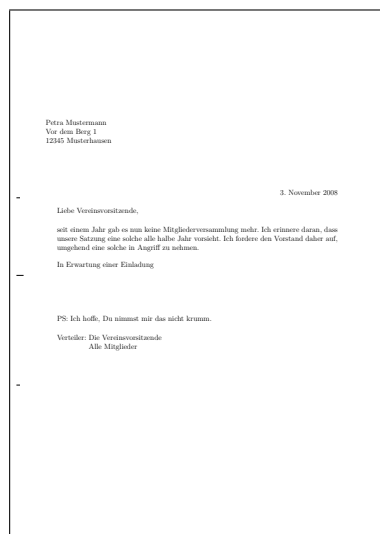 Petra Mustermann
Vor dem Berg 1
12345 Musterhausen
3. November 2008
Liebe Vereinsvorsitzende,
seit einem Jahr gab es nun keine Mitgliederversammlung mehr. Ich erinnere daran, dass
unsere Satzung eine solche alle halbe Jahr vorsieht. Ich fordere den Vorstand daher auf,
umgehend eine solche in Angriff zu nehmen.
In Erwartung einer Einladung
PS: Ich hoffe, Du nimmst mir das nicht krumm.
Verteiler: Die Vereinsvorsitzende
Alle Mitglieder